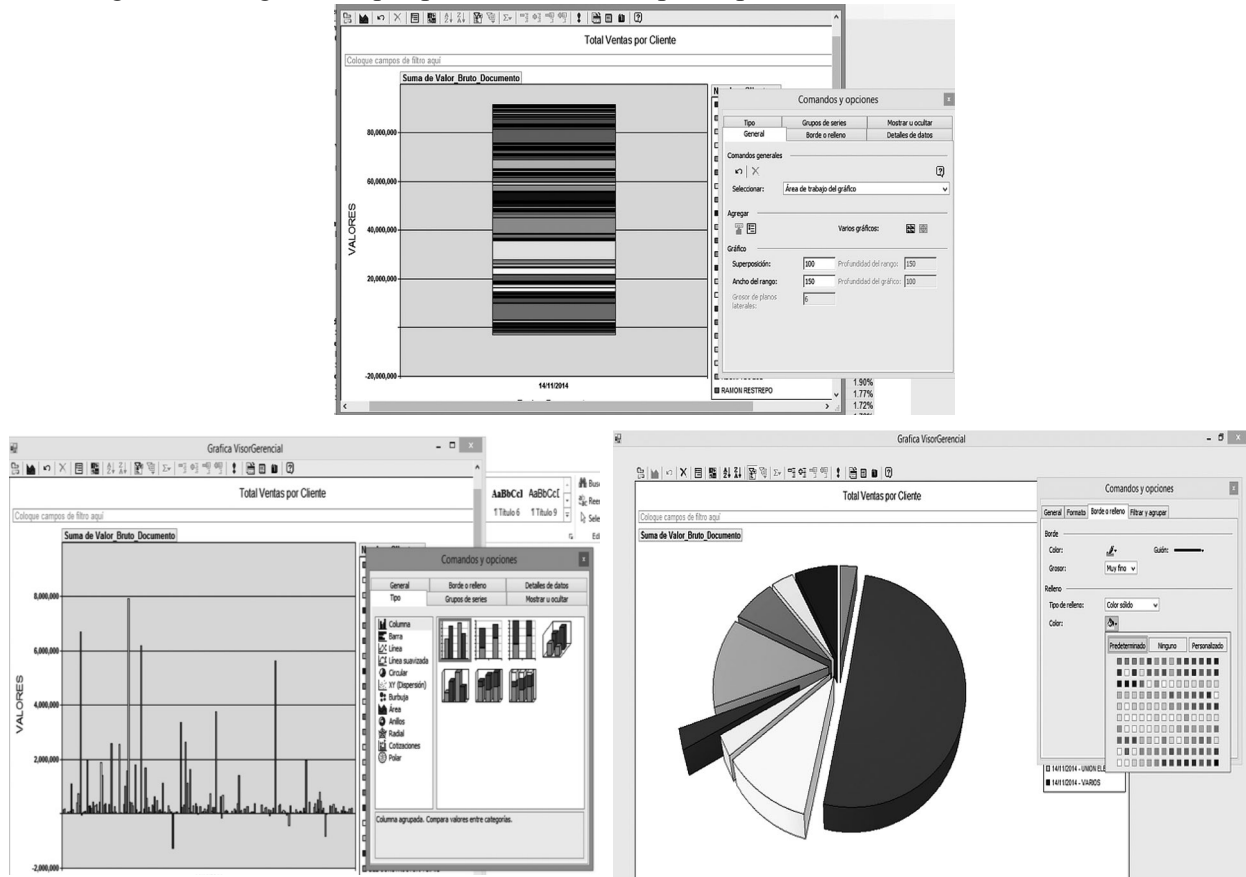 Total Ventas por Cliente
Coloque campos de filtro aquí
Suma de Valor_Bruto_Documento
80,000,000
60,000,000
40,000,000
20,000,000
-20,000,000
VALORES
14/11/2014
RAMON RESTREPO
1.90%
1.77%
1.72%
Comandos y opciones
Tipo
Grupos de series
Mostrar u ocultar
General
Borde o relleno
Detalles de datos
Comandos generales
Seleccionar:
Área de trabajo del gráfico
Agregar
Varios gráficos:
Gráfico
Superposición:
100
Profundidad del rango:
150
Ancho del rango:
150
Profundidad del gráfico:
100
Grosor de planos laterales:
6
Grafica VisorGerencial
Total Ventas por Cliente
Coloque campos de filtro aquí
Suma de Valor_Bruto_Documento
8,000,000
6,000,000
4,000,000
2,000,000
-2,000,000
VALORES
AaBbCcI
AaBbCcI
¶ Título 6
¶ Título 9
Comandos y opciones
General
Borde o relleno
Detalles de datos
Tipo
Grupos de series
Mostrar u ocultar
Columna
Barra
Línea
Línea suavizada
Circular
XY (Dispersión)
Burbuja
Área
Anillos
Radial
Cotizaciones
Polar
Columna agrupada. Compara valores entre categorías.
Grafica VisorGerencial
Total Ventas por Cliente
Coloque campos de filtro aquí
Suma de Valor_Bruto_Documento
Comandos y opciones
General
Formato
Borde o relleno
Filtrar y agrupar
Borde
Color:
Guión:
Grosor:
Muy fino
Relleno
Tipo de relleno:
Color sólido
Color:
Predeterminado
Ninguno
Personalizado
14/11/2014 - UNION ELE
14/11/2014 - VARIOS